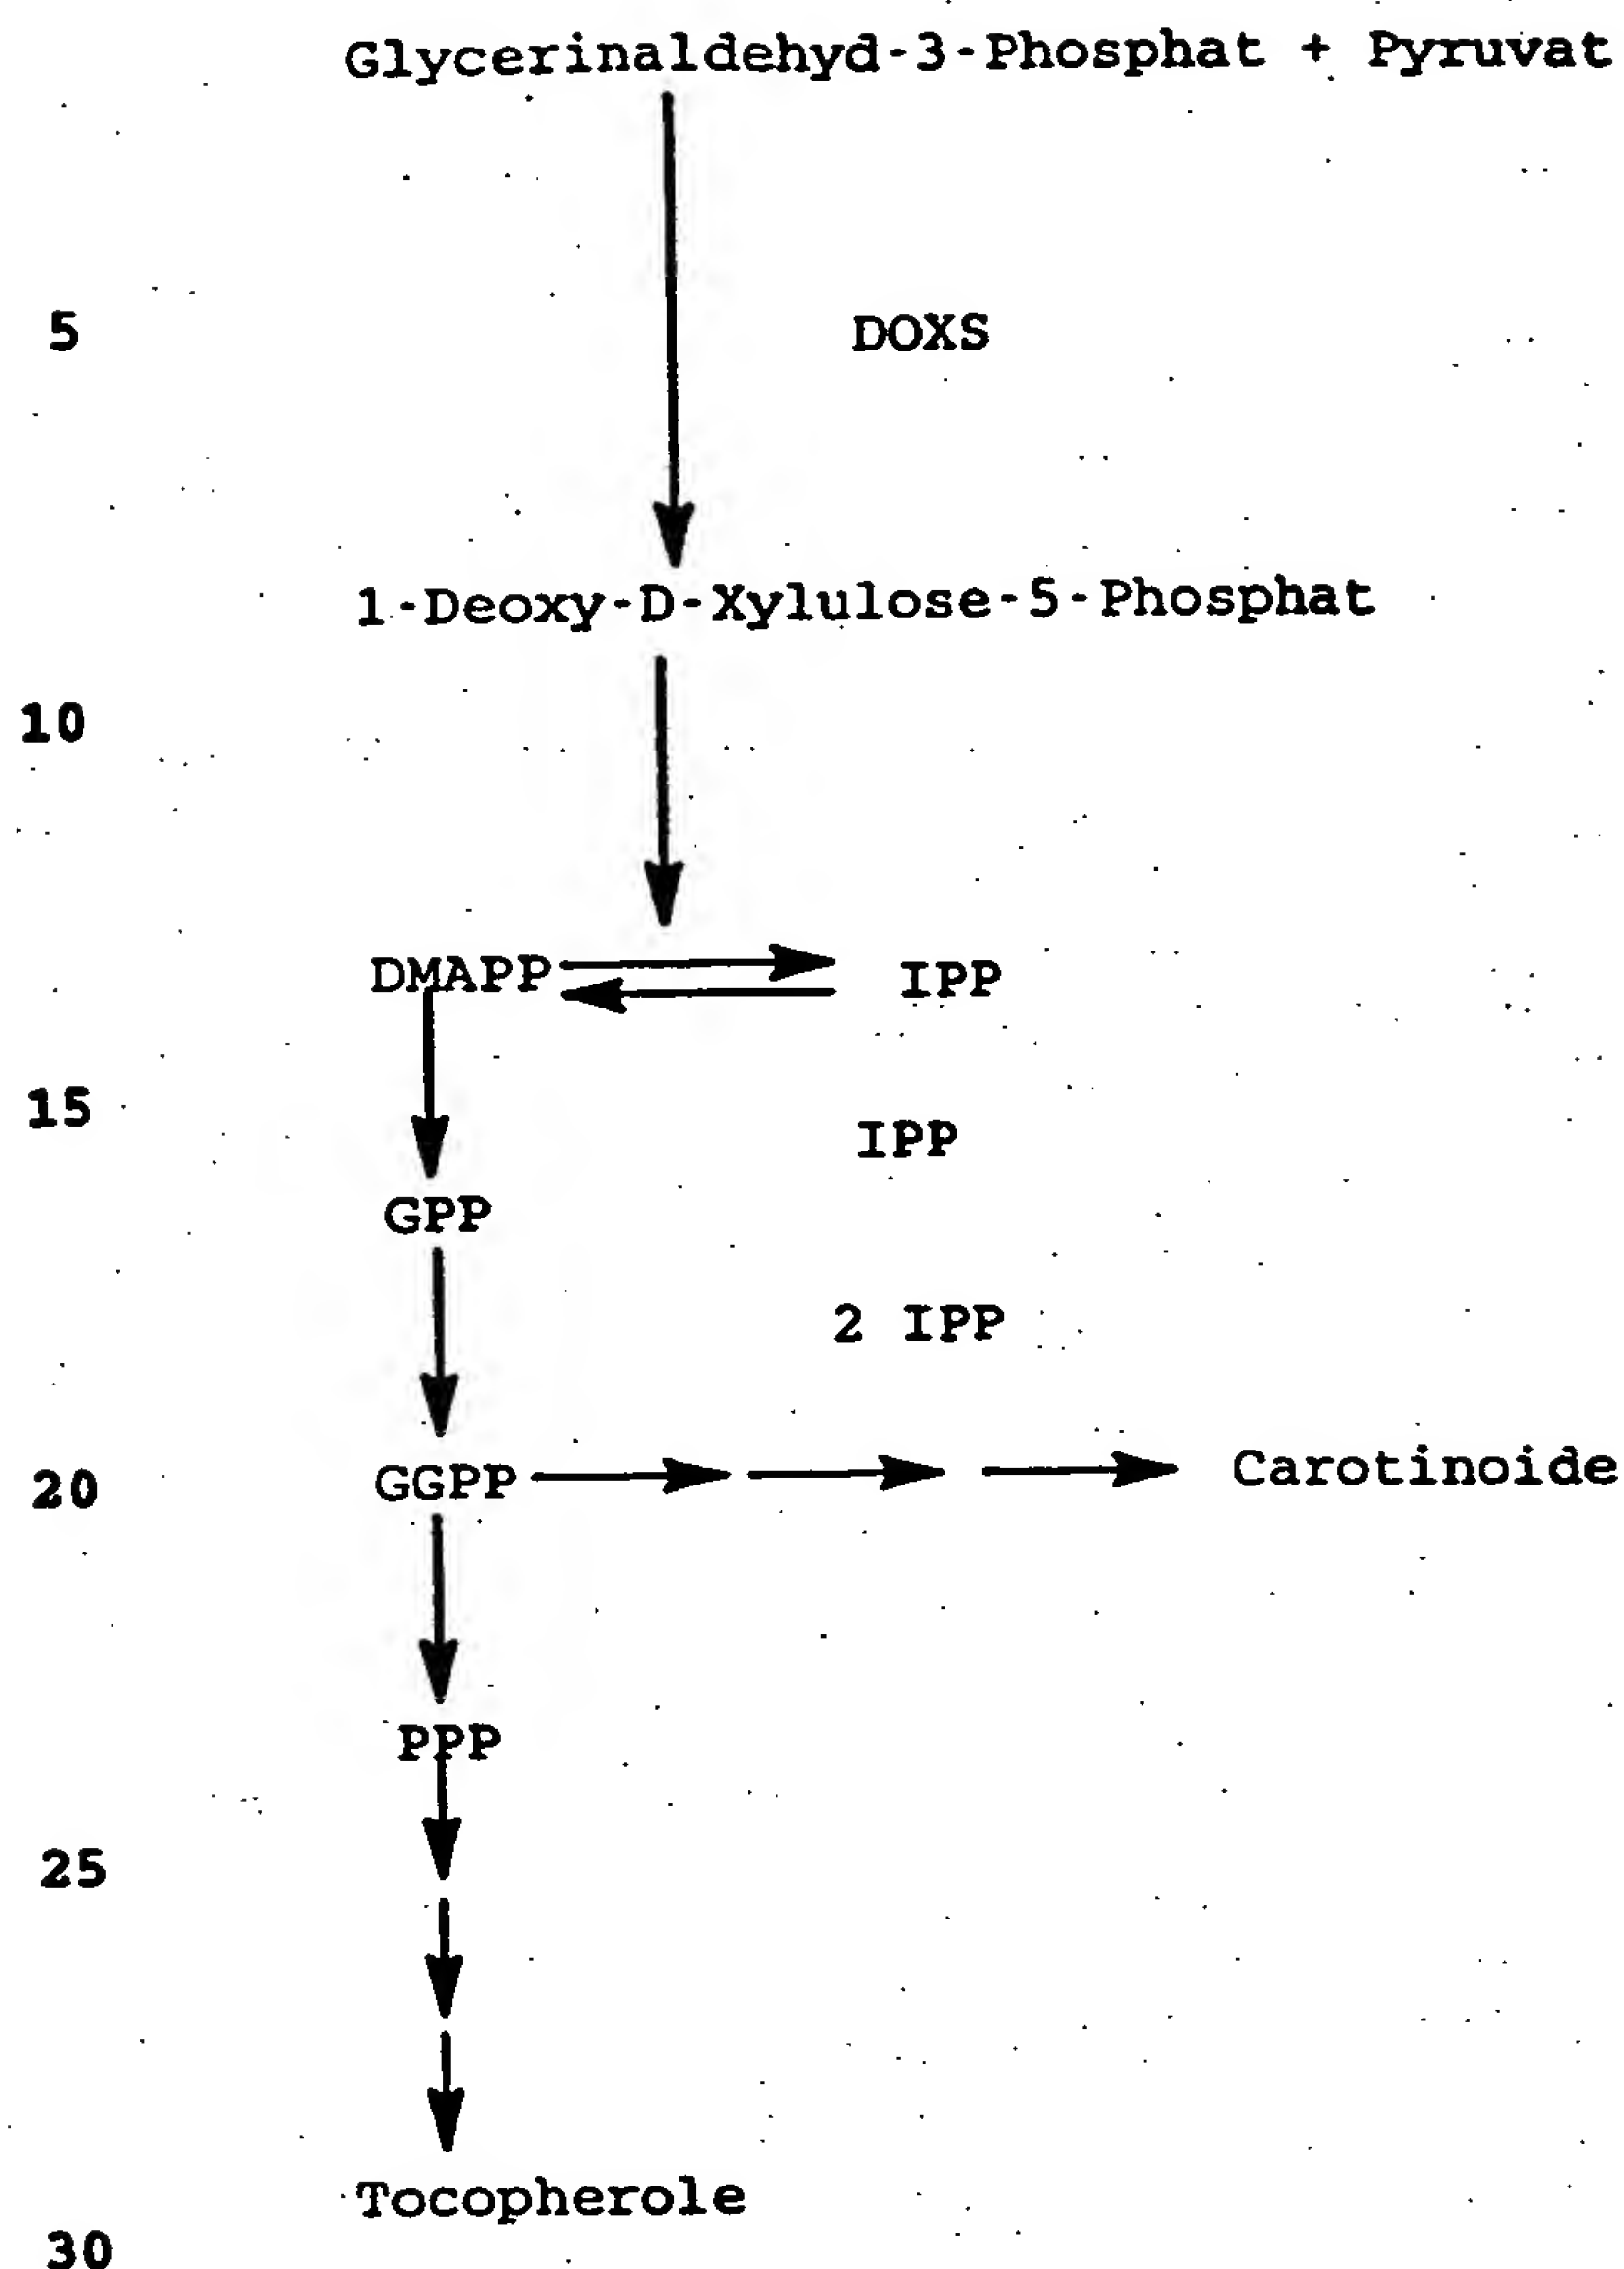 Glycerinaldehyd-3-Phosphat + Pyruvat
5 DOXS
1-Deoxy-D-Xylulose-5-Phosphat
10
DMAPP IPP
15 IPP
GPP
2 IPP
20 GGPP Carotinoide
PPP
25
Tocopherole
30